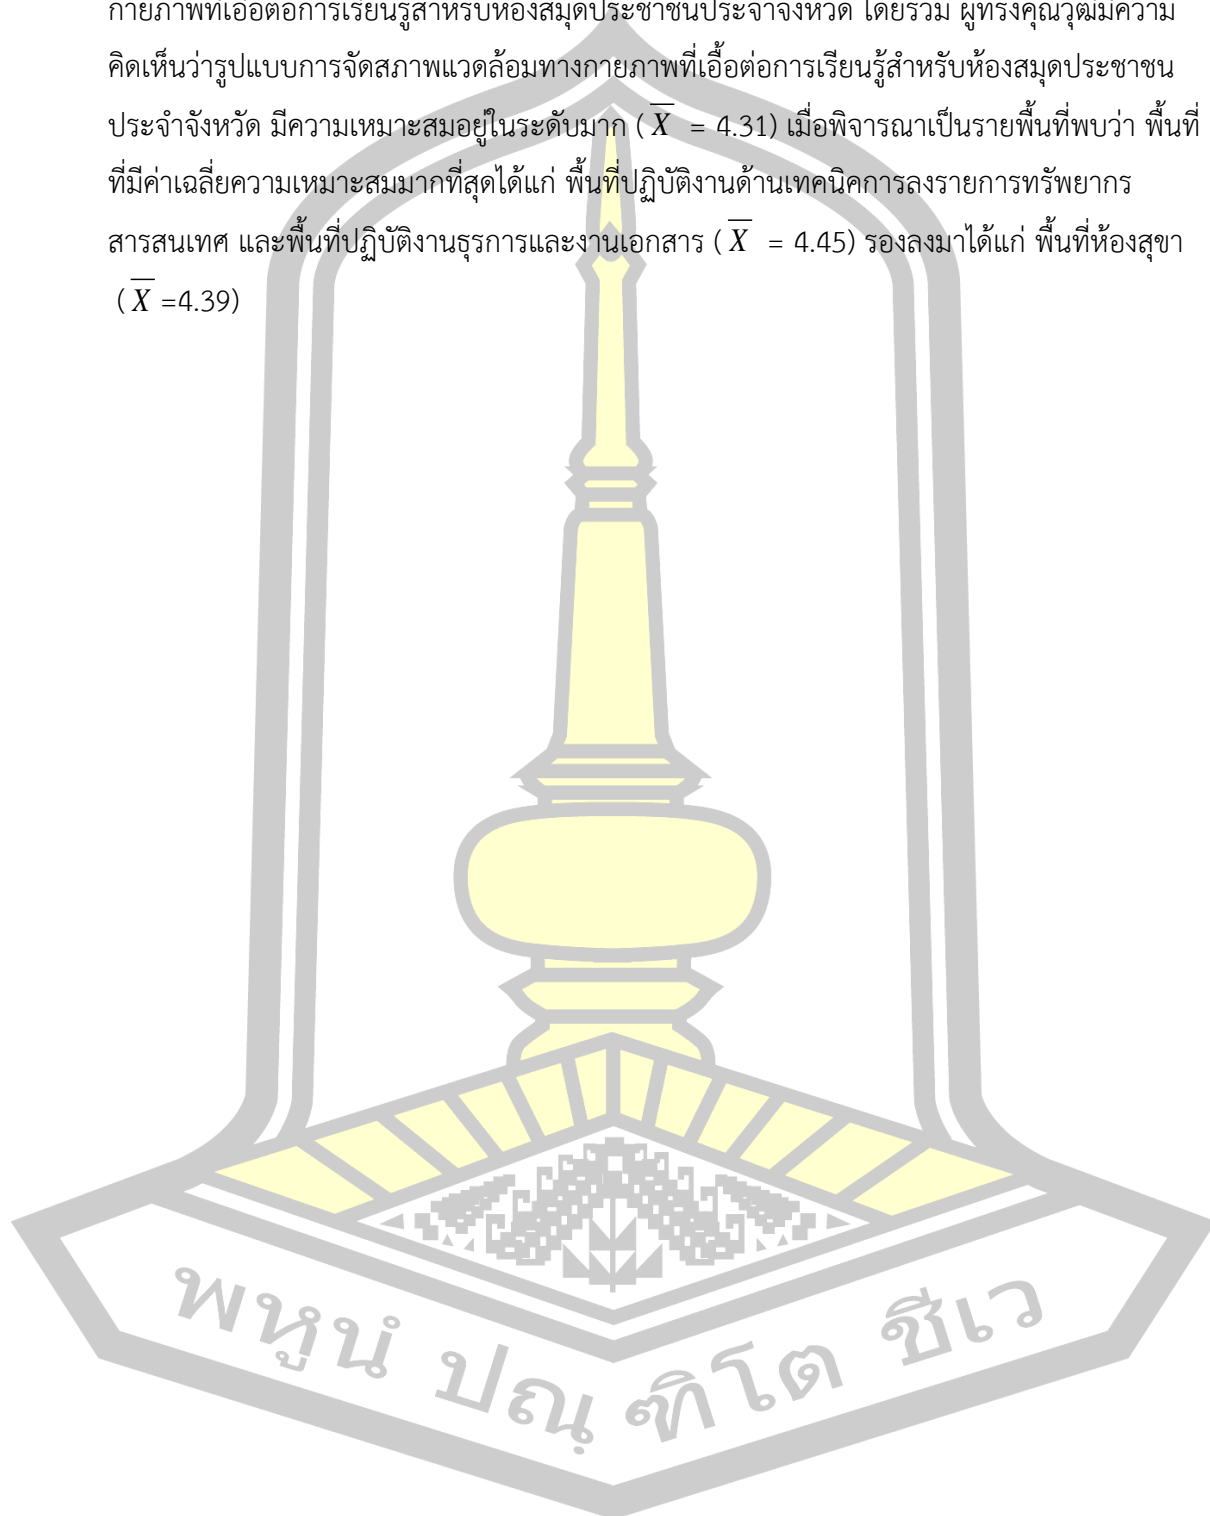 กายภาพที่เอื้อต่อการเรียนรู้สำหรับห้องสมุดประชาชนประจำจังหวัด โดยรวม ผู้ทรงคุณวุฒิมีความ
คิดเห็นว่ารูปแบบการจัดสภาพแวดล้อมทางกายภาพที่เอื้อต่อการเรียนรู้สำหรับห้องสมุดประชาชน
ประจำจังหวัด มีความเหมาะสมอยู่ในระดับมาก ( X̅ = 4.31) เมื่อพิจารณาเป็นรายพื้นที่พบว่า พื้นที่
ที่มีค่าเฉลี่ยความเหมาะสมมากที่สุดได้แก่ พื้นที่ปฏิบัติงานด้านเทคนิคการลงรายการทรัพยากร
สารสนเทศ และพื้นที่ปฏิบัติงานธุรการและงานเอกสาร ( X̅ = 4.45) รองลงมาได้แก่ พื้นที่ห้องสุขา
( X̅ =4.39)
พหูนํ ปณฺฑิโต ชีเว